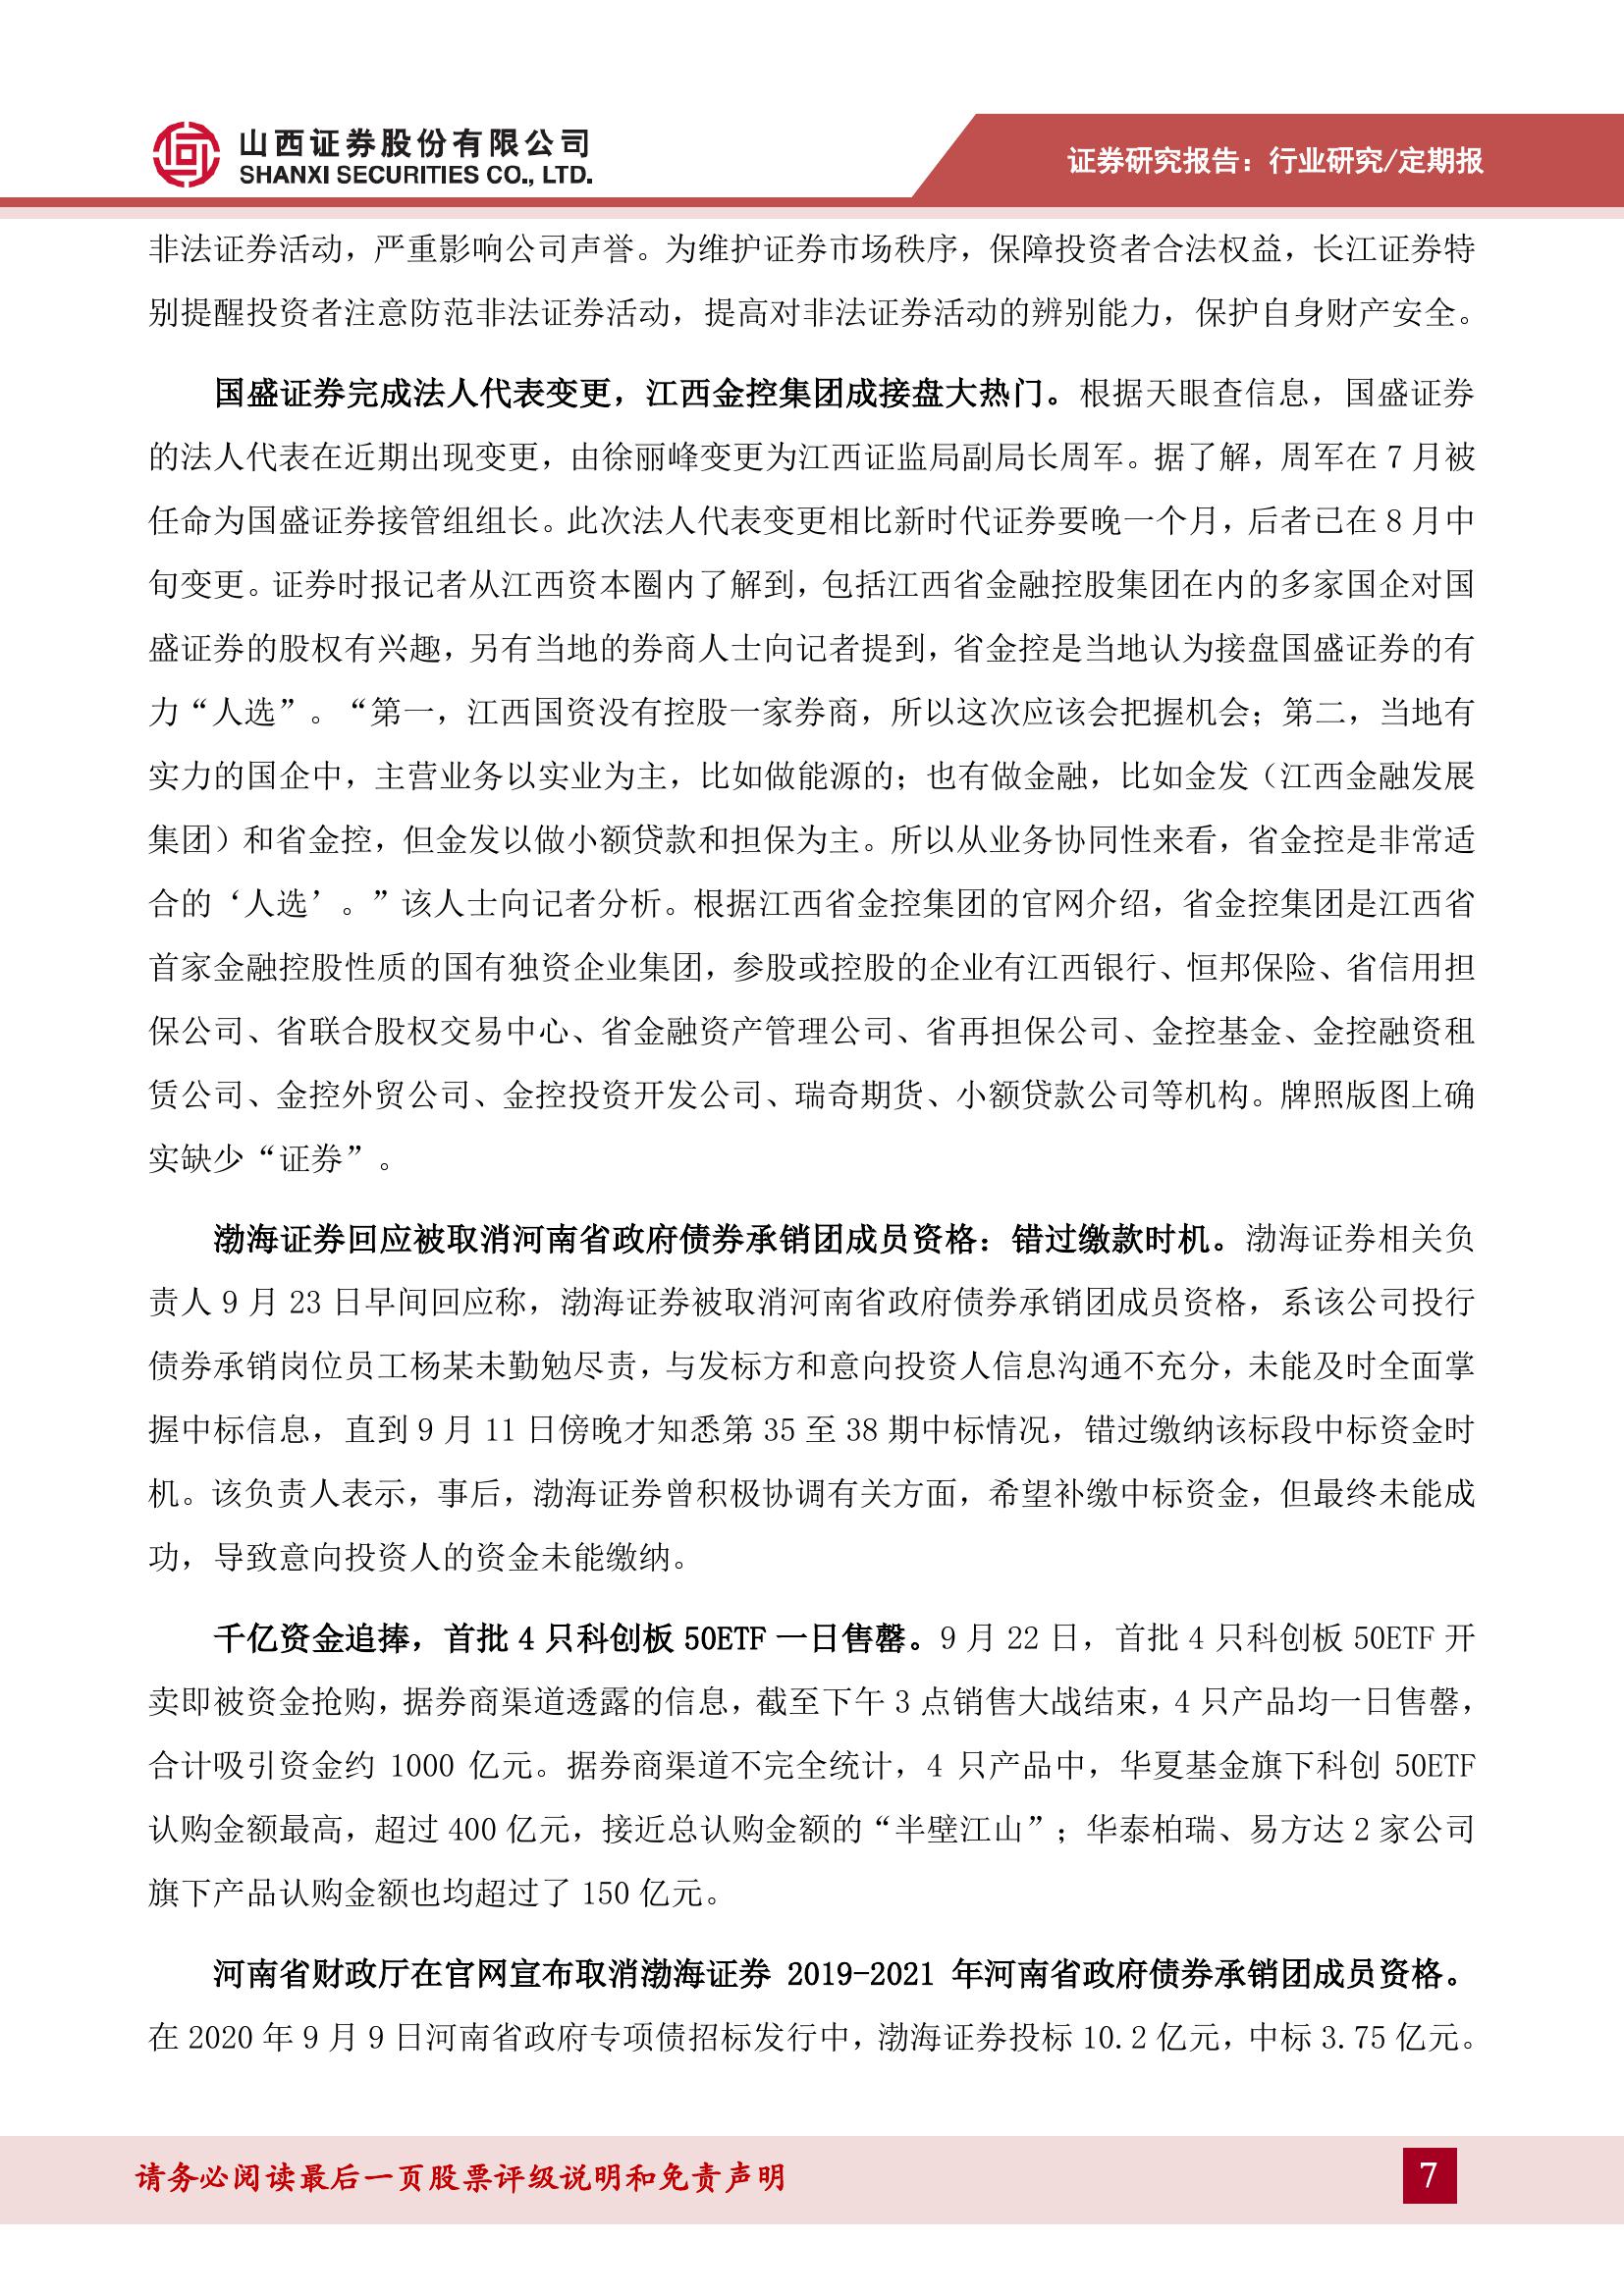 山西证券股份有限公司
SHANXI SECURITIES CO., LTD.
证券研究报告：行业研究/定期报
非法证券活动，严重影响公司声誉。为维护证券市场秩序，保障投资者合法权益，长江证券特
别提醒投资者注意防范非法证券活动，提高对非法证券活动的辨别能力，保护自身财产安全。
国盛证券完成法人代表变更，江西金控集团成接盘大热门。根据天眼查信息，国盛证券
的法人代表在近期出现变更，由徐丽峰变更为江西证监局副局长周军。据了解，周军在 7 月被
任命为国盛证券接管组组长。此次法人代表变更相比新时代证券要晚一个月，后者已在 8 月中
旬变更。证券时报记者从江西资本圈内了解到，包括江西省金融控股集团在内的多家国企对国
盛证券的股权有兴趣，另有当地的券商人士向记者提到，省金控是当地认为接盘国盛证券的有
力“人选”。“第一，江西国资没有控股一家券商，所以这次应该会把握机会；第二，当地有
实力的国企中，主营业务以实业为主，比如做能源的；也有做金融，比如金发（江西金融发展
集团）和省金控，但金发以做小额贷款和担保为主。所以从业务协同性来看，省金控是非常适
合的‘人选’。”该人士向记者分析。根据江西省金控集团的官网介绍，省金控集团是江西省
首家金融控股性质的国有独资企业集团，参股或控股的企业有江西银行、恒邦保险、省信用担
保公司、省联合股权交易中心、省金融资产管理公司、省再担保公司、金控基金、金控融资租
赁公司、金控外贸公司、金控投资开发公司、瑞奇期货、小额贷款公司等机构。牌照版图上确
实缺少“证券”。
渤海证券回应被取消河南省政府债券承销团成员资格：错过缴款时机。渤海证券相关负
责人 9 月 23 日早间回应称，渤海证券被取消河南省政府债券承销团成员资格，系该公司投行
债券承销岗位员工杨某未勤勉尽责，与发标方和意向投资人信息沟通不充分，未能及时全面掌
握中标信息，直到 9 月 11 日傍晚才知悉第 35 至 38 期中标情况，错过缴纳该标段中标资金时
机。该负责人表示，事后，渤海证券曾积极协调有关方面，希望补缴中标资金，但最终未能成
功，导致意向投资人的资金未能缴纳。
千亿资金追捧，首批 4 只科创板 50ETF 一日售罄。9 月 22 日，首批 4 只科创板 50ETF 开
卖即被资金抢购，据券商渠道透露的信息，截至下午 3 点销售大战结束，4 只产品均一日售罄，
合计吸引资金约 1000 亿元。据券商渠道不完全统计，4 只产品中，华夏基金旗下科创 50ETF
认购金额最高，超过 400 亿元，接近总认购金额的“半壁江山”；华泰柏瑞、易方达 2 家公司
旗下产品认购金额也均超过了 150 亿元。
河南省财政厅在官网宣布取消渤海证券 2019-2021 年河南省政府债券承销团成员资格。
在 2020 年 9 月 9 日河南省政府专项债招标发行中，渤海证券投标 10.2 亿元，中标 3.75 亿元。
请务必阅读最后一页股票评级说明和免责声明
7